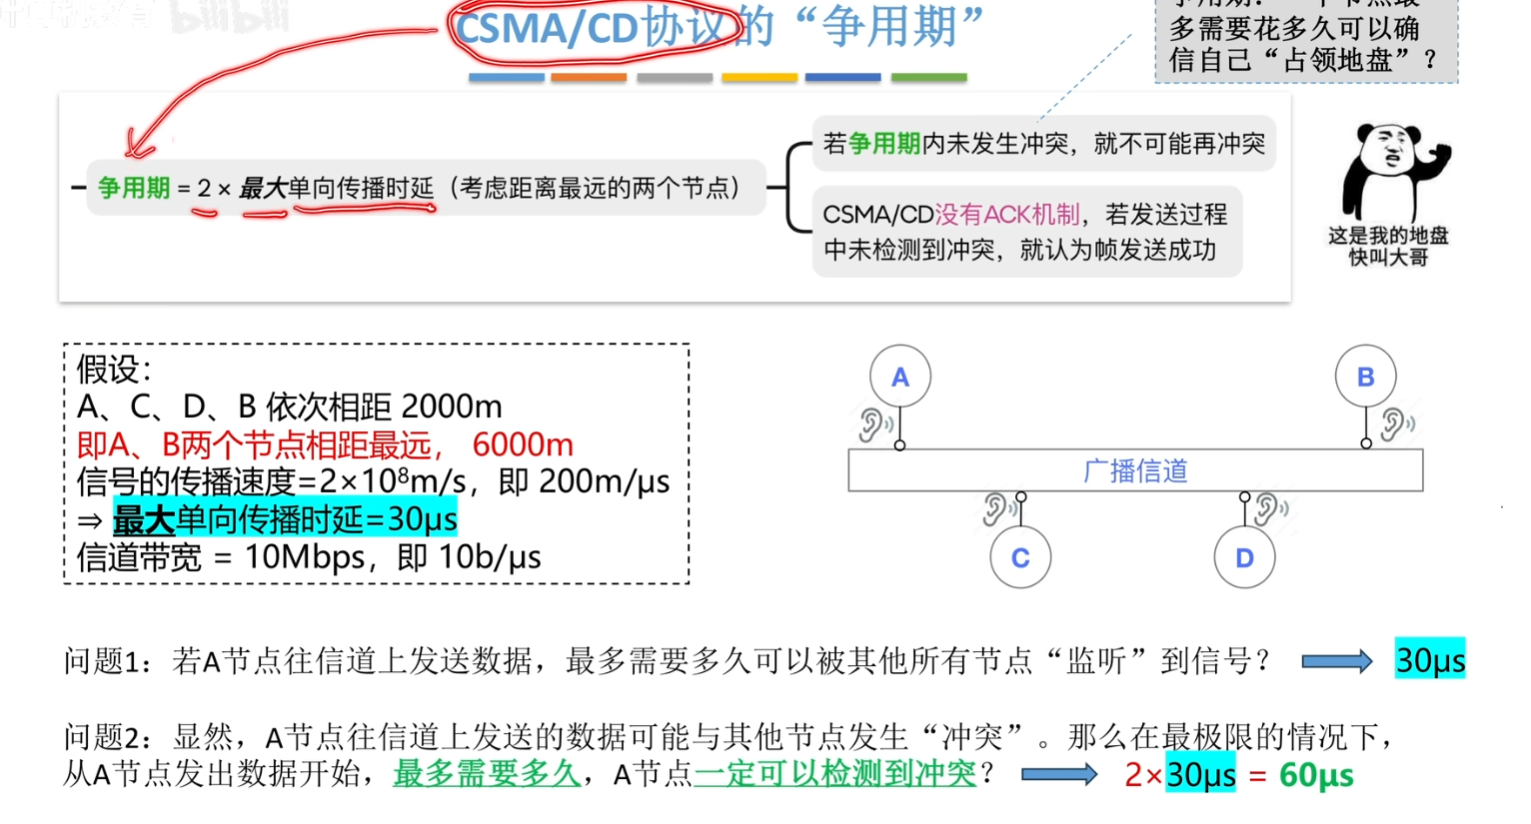 bilibili
CSMA/CD协议的“争用期”
多需要花多久可以确
信自己“占领地盘”？
争用期 = 2 × 最大单向传播时延（考虑距离最远的两个节点）
若争用期内未发生冲突，就不可能再冲突
CSMA/CD没有ACK机制，若发送过程
中未检测到冲突，就认为帧发送成功
这是我的地盘
快叫大哥
假设：
A、C、D、B 依次相距 2000m
即A、B两个节点相距最远， 6000m
信号的传播速度=2×10⁸m/s，即 200m/μs
⇒ 最大单向传播时延=30μs
信道带宽 = 10Mbps，即 10b/μs
A
B
广播信道
C
D
问题1：若A节点往信道上发送数据，最多需要多久可以被其他所有节点“监听”到信号？ 30μs
问题2：显然，A节点往信道上发送的数据可能与其他节点发生“冲突”。那么在最极限的情况下，
从A节点发出数据开始，最多需要多久，A节点一定可以检测到冲突？ 2×30μs = 60μs